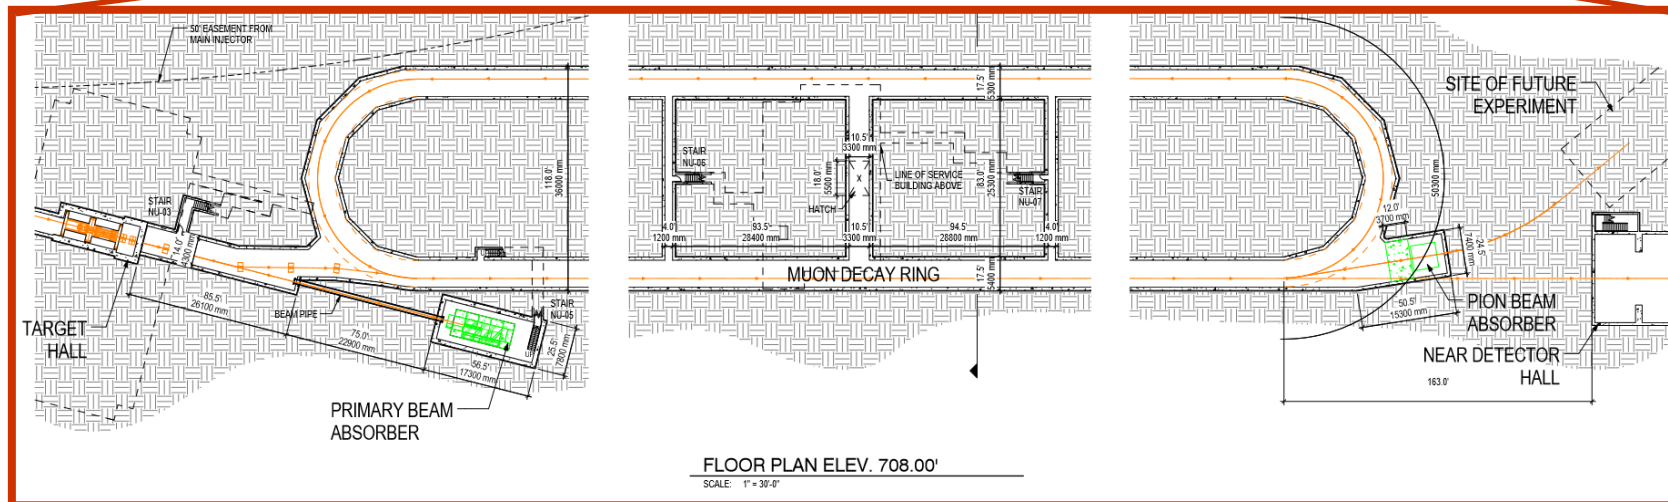 50' EASEMENT FROM
MAIN INJECTOR
STAIR
NU-03
14.0'
4300 mm
118.0'
36000 mm
TARGET
HALL
85.5'
26100 mm
BEAM PIPE
75.0'
22900 mm
56.5'
17300 mm
STAIR
NU-05
UP
25.5'
7800 mm
PRIMARY BEAM
ABSORBER
STAIR
NU-06
10.5'
3300 mm
18.0'
5500 mm
X
HATCH
LINE OF SERVICE
BUILDING ABOVE
17.5'
5300 mm
83.0'
25300 mm
STAIR
NU-07
4.0'
1200 mm
93.5'
28400 mm
10.5'
3300 mm
94.5'
28800 mm
4.0'
1200 mm
MUON DECAY RING
17.5'
5400 mm
50300 mm
12.0'
3700 mm
24.5'
7400 mm
50.5'
15300 mm
SITE OF FUTURE
EXPERIMENT
PION BEAM
ABSORBER
NEAR DETECTOR
HALL
163.0'
FLOOR PLAN ELEV. 708.00'
SCALE: 1" = 30'-0"